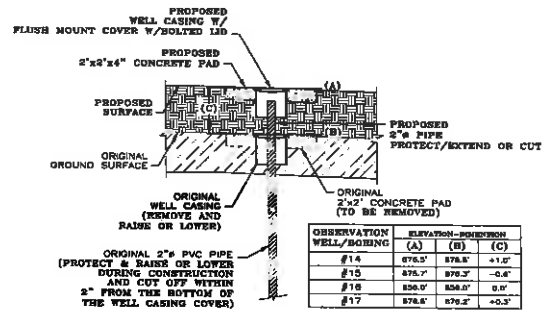 PROPOSED
WELL CASING W/
FLUSH MOUNT COVER W/BOLTED LID
PROPOSED
2'x2'x4" CONCRETE PAD
(A)
PROPOSED
SURFACE
(C)
(B)
PROPOSED
2"ø PIPE
PROTECT/EXTEND OR CUT
ORIGINAL
GROUND SURFACE
ORIGINAL
WELL CASING
(REMOVE AND
RAISE OR LOWER)
ORIGINAL
2'x2' CONCRETE PAD
(TO BE REMOVED)
ORIGINAL 2"ø PVC PIPE
(PROTECT & RAISE OR LOWER
DURING CONSTRUCTION
AND CUT OFF WITHIN
2" FROM THE BOTTOM OF
THE WELL CASING COVER)
OBSERVATION
WELL/BORING
ELEVATION-DIMENSION
(A) (B) (C)
#14 +1.0'
#15
#16 0.0'
#17 +0.3'